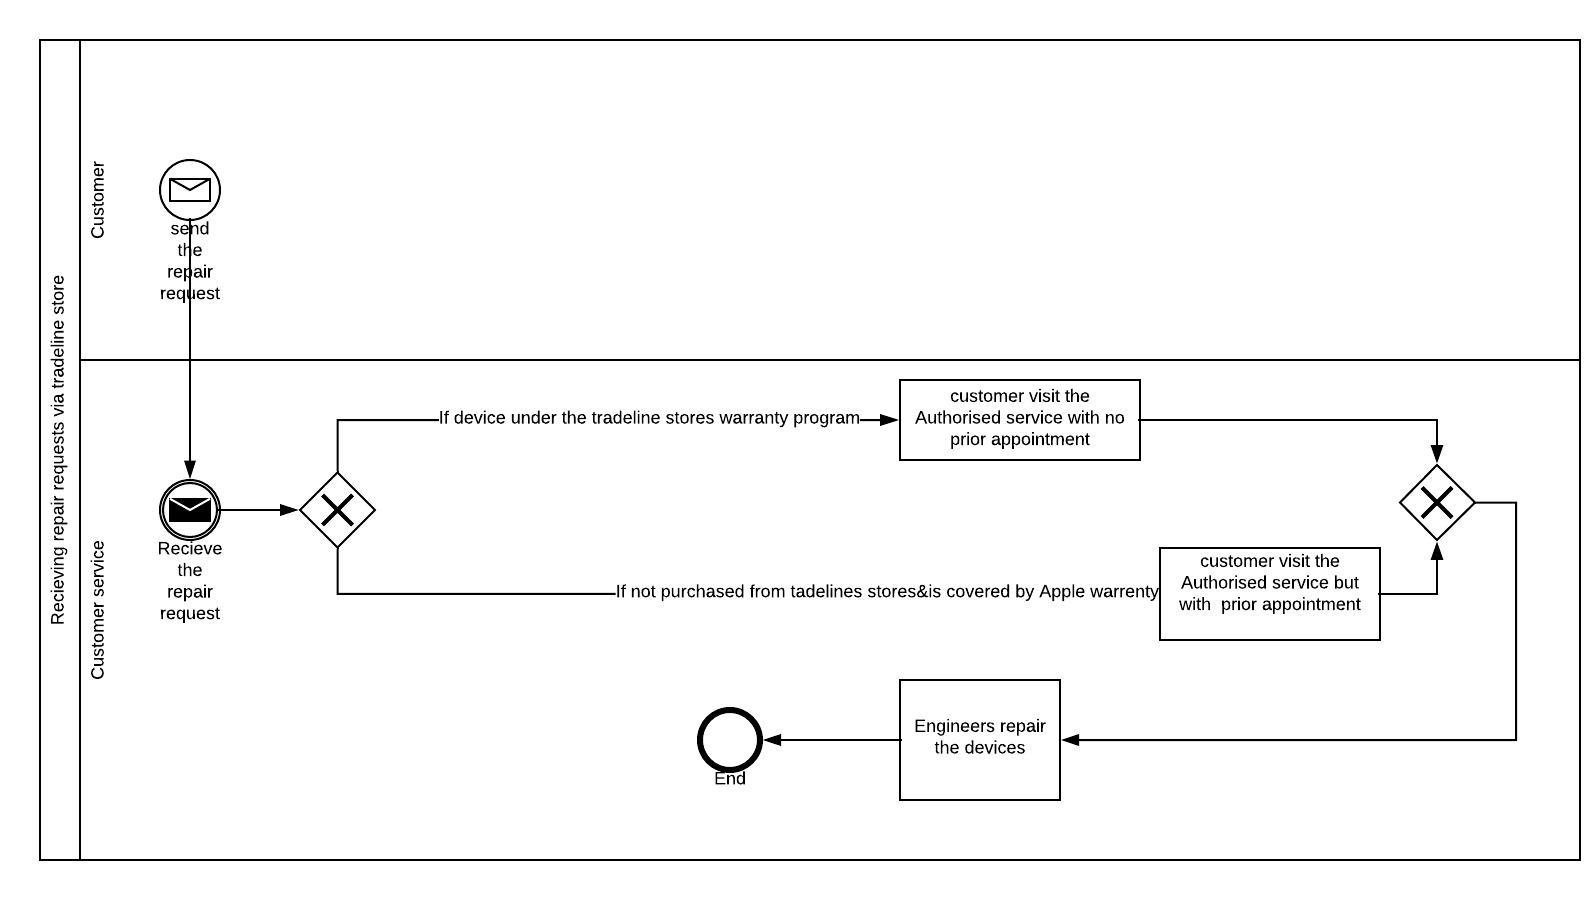 Recieving repair requests via tradeline store
Customer
send
the
repair
request
Customer service
Recieve
the
repair
request
If device under the tradeline stores warranty program
customer visit the
Authorised service with no
prior appointment
If not purchased from tadelines stores&is covered by Apple warrenty
customer visit the
Authorised service but
with  prior appointment
Engineers repair
the devices
End